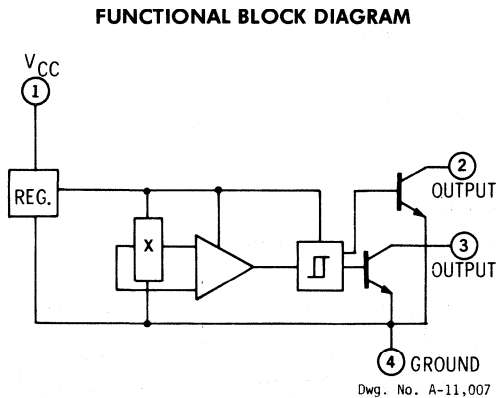 FUNCTIONAL BLOCK DIAGRAM
VCC
1
REG.
X
2
OUTPUT
3
OUTPUT
4 GROUND
Dwg. No. A-11,007